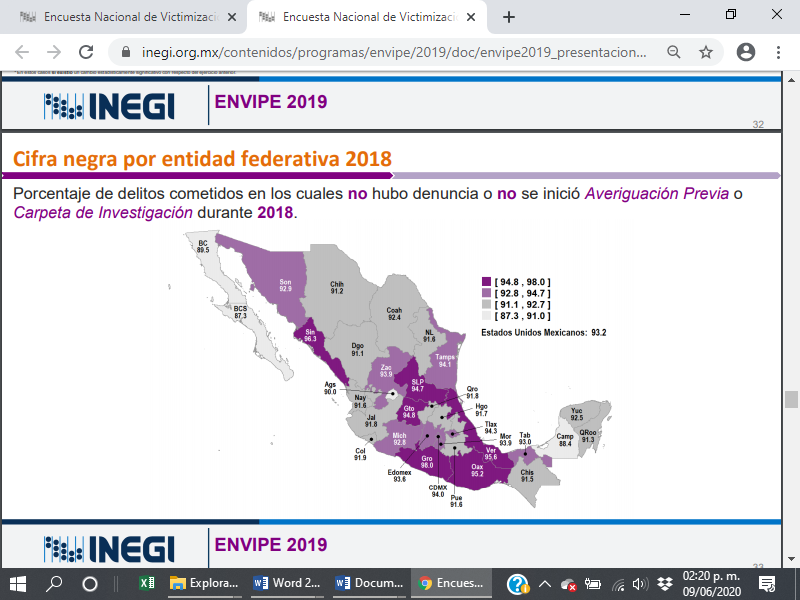 Encuesta Nacional de Victimizaci
Encuesta Nacional de Victimizaci
inegi.org.mx/contenidos/programas/envipe/2019/doc/envipe2019_presentacion...
INEGI
ENVIPE 2019
32
Cifra negra por entidad federativa 2018
Porcentaje de delitos cometidos en los cuales no hubo denuncia o no se inició Averiguación Previa o
Carpeta de Investigación durante 2018.
BC
89.5
Son
92.9
Chih
91.2
BCS
87.3
Coah
92.4
Sin
96.3
NL
91.6
Dgo
91.1
Tamps
94.1
Zac
93.9
SLP
94.7
Ags
90.0
Nay
91.6
Gto
94.8
Jal
91.8
Mich
92.8
Col
91.9
Edomex
93.6
Gro
98.0
CDMX
94.0
Pue
91.6
Oax
95.2
Ver
95.6
Qro
91.8
Hgo
91.7
Tlax
94.3
Mor
93.9
Tab
93.0
Chis
91.5
Camp
88.4
Yuc
92.5
QRoo
91.3
[ 94.8 , 98.0 ]
[ 92.8 , 94.7 ]
[ 91.1 , 92.7 ]
[ 87.3 , 91.0 ]
Estados Unidos Mexicanos: 93.2
INEGI
ENVIPE 2019
33
Explora...
Word 2...
Docum...
Encues...
02:20 p. m.
09/06/2020